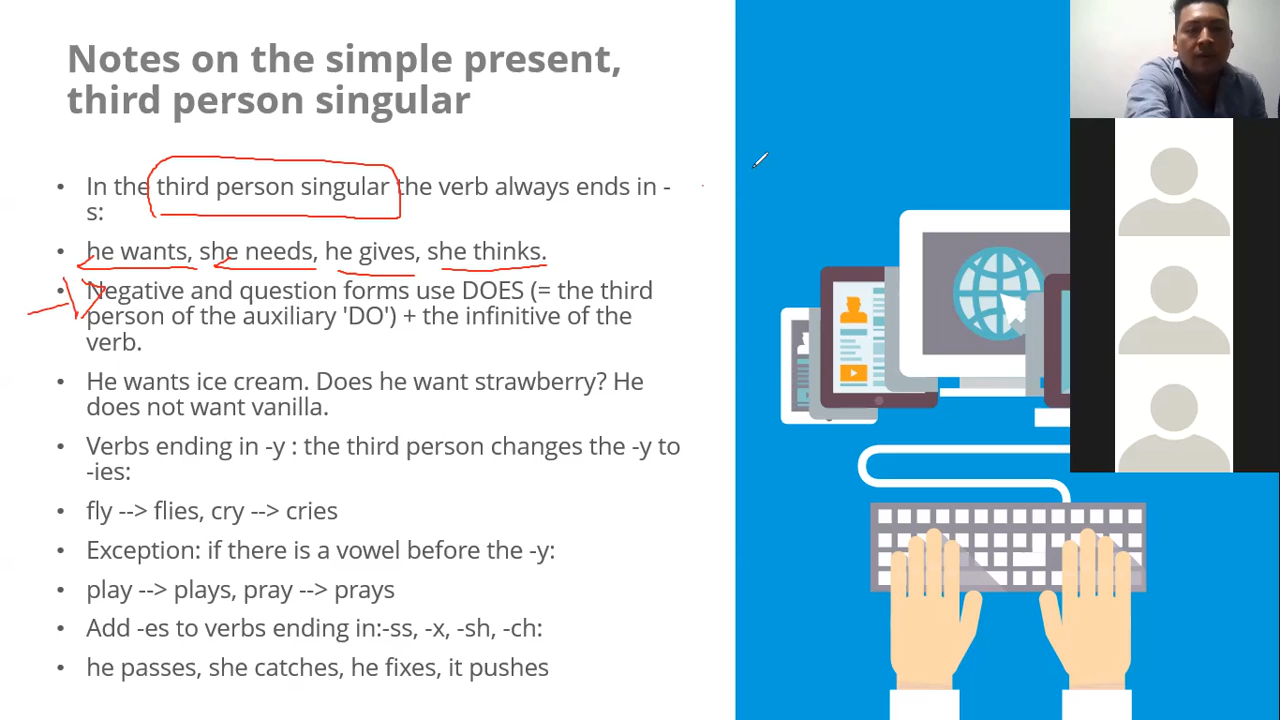 Notes on the simple present,
third person singular
• In the third person singular the verb always ends in -
s:
• he wants, she needs, he gives, she thinks.
• Negative and question forms use DOES (= the third
person of the auxiliary 'DO') + the infinitive of the
verb.
• He wants ice cream. Does he want strawberry? He
does not want vanilla.
• Verbs ending in -y : the third person changes the -y to
-ies:
• fly --> flies, cry --> cries
• Exception: if there is a vowel before the -y:
• play --> plays, pray --> prays
• Add -es to verbs ending in:-ss, -x, -sh, -ch:
• he passes, she catches, he fixes, it pushes